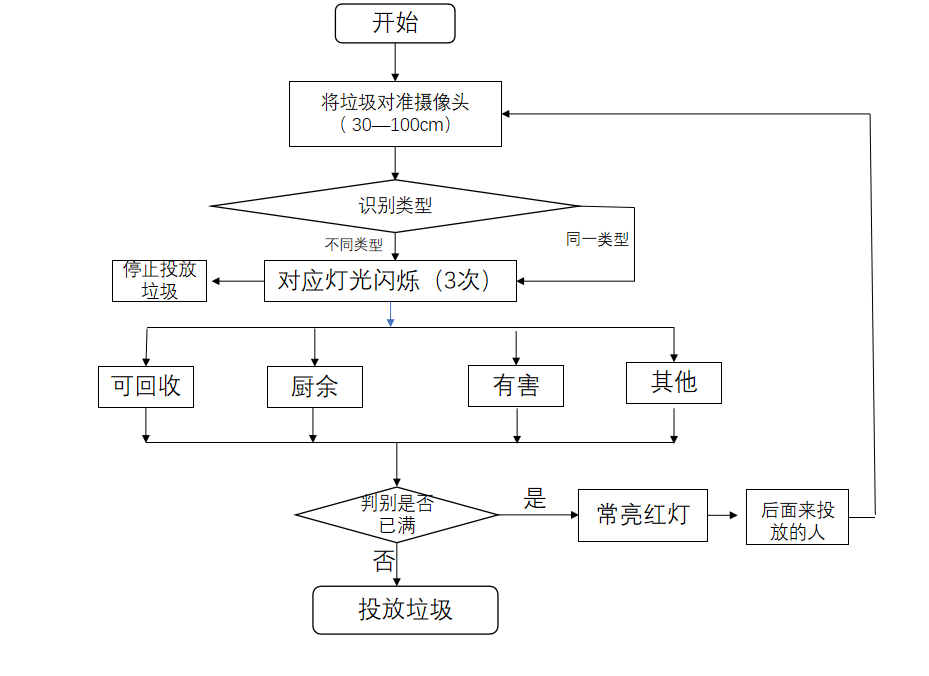 开始
将垃圾对准摄像头
（ 30—100cm）
识别类型
不同类型
同一类型
停止投放
垃圾
对应灯光闪烁（3次）
可回收
厨余
有害
其他
判别是否
已满
是
常亮红灯
后面来投
放的人
否
投放垃圾